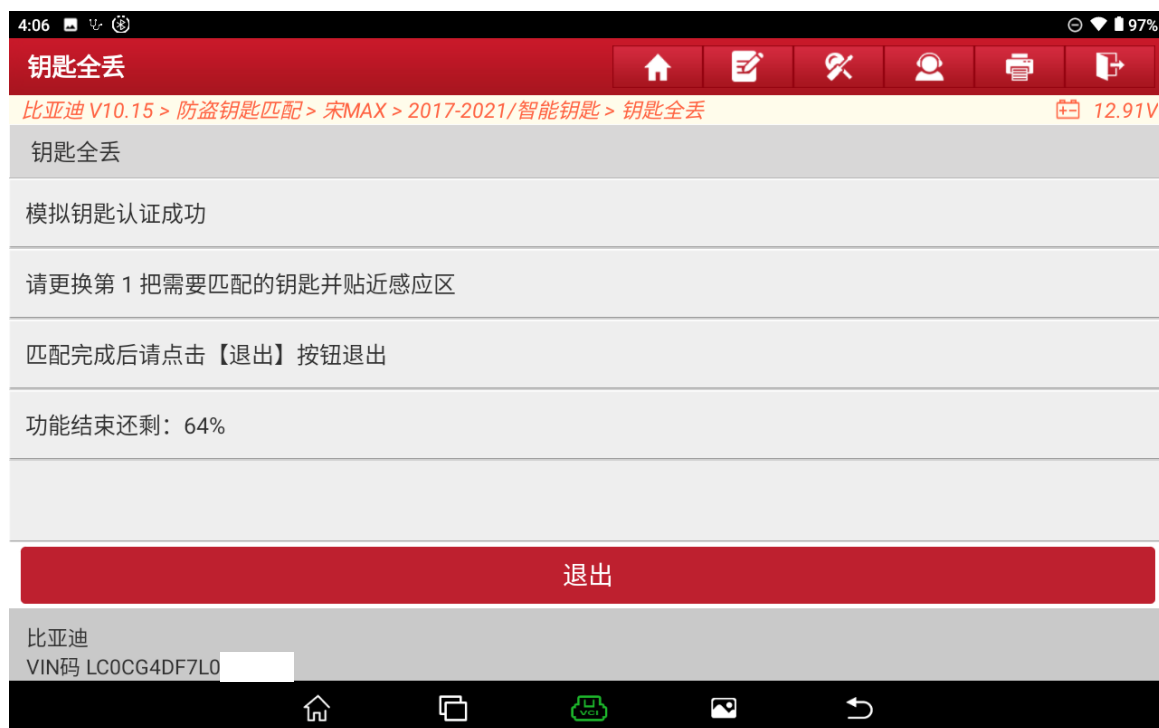 4:06
97%
钥匙全丢
比亚迪 V10.15 > 防盗钥匙匹配 > 宋MAX > 2017-2021/智能钥匙 > 钥匙全丢
12.91V
钥匙全丢
模拟钥匙认证成功
请更换第 1 把需要匹配的钥匙并贴近感应区
匹配完成后请点击【退出】按钮退出
功能结束还剩：64%
退出
比亚迪
VIN码 LC0CG4DF7L0
VCI